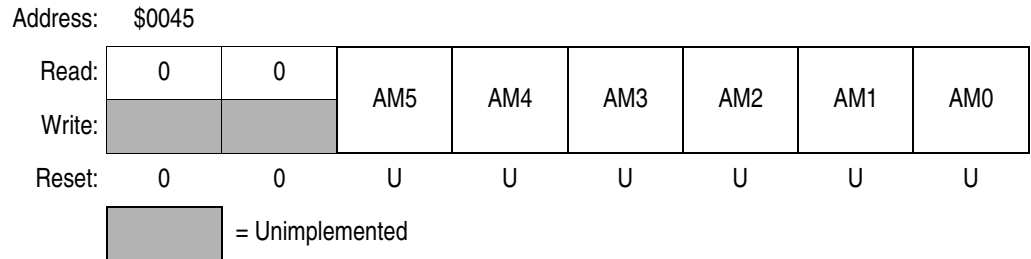 Address: $0045
Read: 0 0 AM5 AM4 AM3 AM2 AM1 AM0
Write:
Reset: 0 0 U U U U U U
= Unimplemented